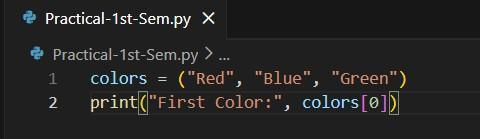 Practical-1st-Sem.py ×
Practical-1st-Sem.py > ...
1 colors = ("Red", "Blue", "Green")
2 print("First Color:", colors[0])